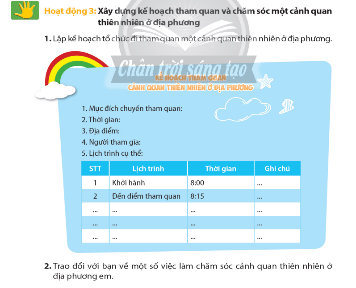 Hoạt động 3: Xây dựng kế hoạch tham quan và chăm sóc một cảnh quan
thiên nhiên ở địa phương
1. Lập kế hoạch tổ chức đi tham quan một cảnh quan thiên nhiên ở địa phương.
Chân trời sáng tạo
KẾ HOẠCH THAM QUAN
CẢNH QUAN THIÊN NHIÊN Ở ĐỊA PHƯƠNG
1. Mục đích chuyến tham quan:
2. Thời gian:
3. Địa điểm:
4. Người tham gia:
5. Lịch trình cụ thể:
STT Lịch trình Thời gian Ghi chú
1 Khởi hành 8:00 ...
2 Đến điểm tham quan 8:15 ...
... ... ... ...
... ... ... ...
... ... ... ...
2. Trao đổi với bạn về một số việc làm chăm sóc cảnh quan thiên nhiên ở
địa phương em.